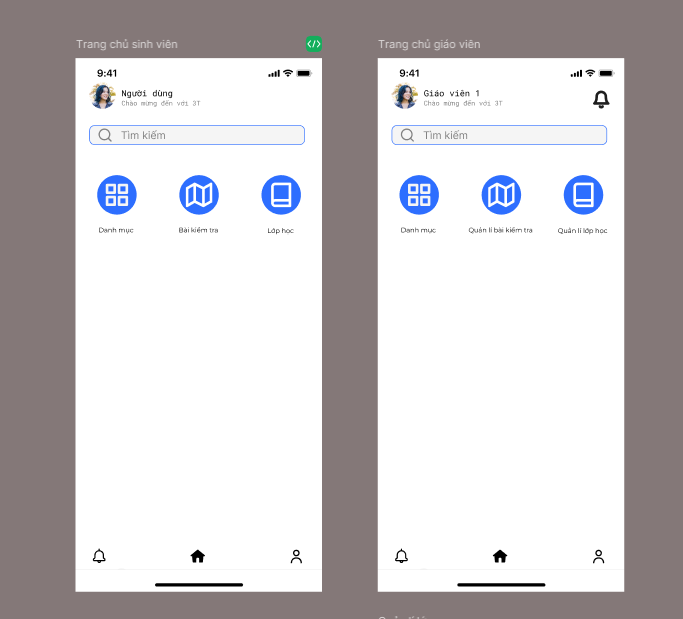 Trang chủ sinh viên
9:41
Người dùng
Chào mừng đến với 3T
Tìm kiếm
Danh mục
Bài kiểm tra
Lớp học
Trang chủ giáo viên
9:41
Giáo viên 1
Chào mừng đến với 3T
Tìm kiếm
Danh mục
Quản lí bài kiểm tra
Quản lí lớp học